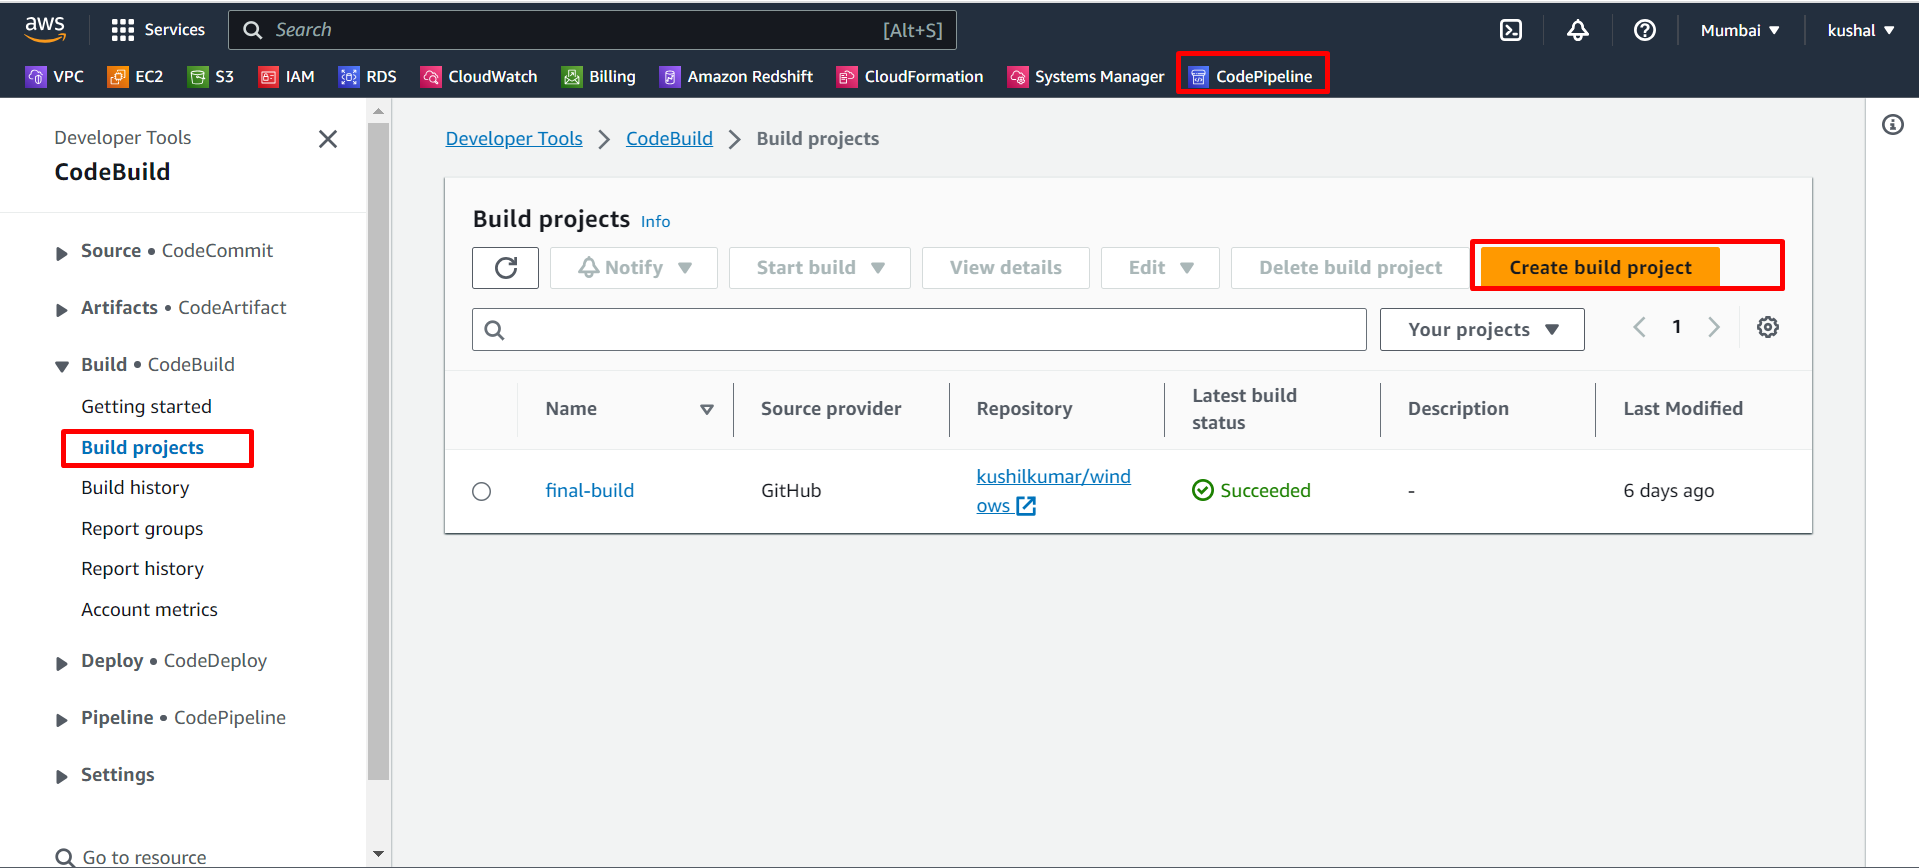 aws
Services
Search [Alt+S]
Mumbai
kushal
VPC EC2 S3 IAM RDS CloudWatch Billing Amazon Redshift CloudFormation Systems Manager CodePipeline
Developer Tools
CodeBuild
Source • CodeCommit
Artifacts • CodeArtifact
Build • CodeBuild
Getting started
Build projects
Build history
Report groups
Report history
Account metrics
Deploy • CodeDeploy
Pipeline • CodePipeline
Settings
Go to resource
Developer Tools > CodeBuild > Build projects
Build projects Info
Notify Start build View details Edit Delete build project Create build project
Your projects 1
Name Source provider Repository Latest build status Description Last Modified
final-build GitHub kushilkumar/windows Succeeded - 6 days ago